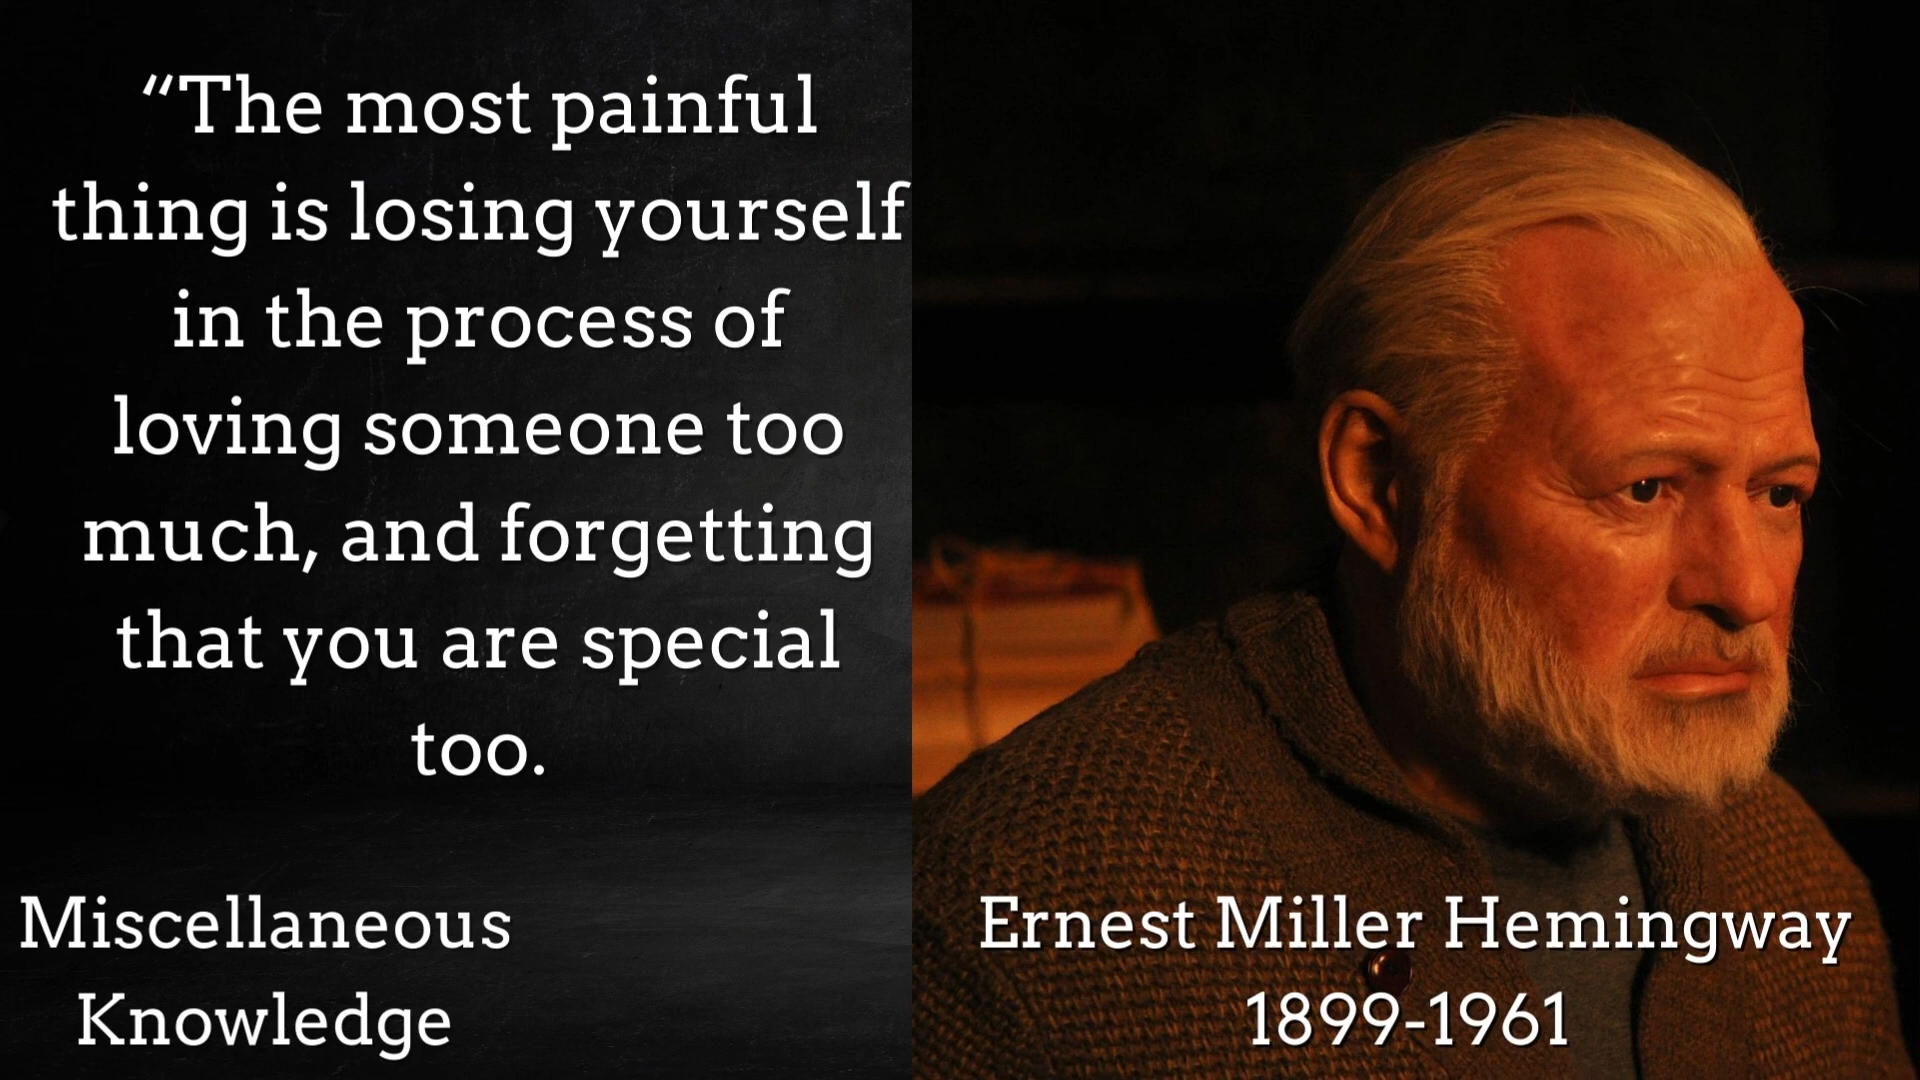 “The most painful
thing is losing yourself
in the process of
loving someone too
much, and forgetting
that you are special
too.
Miscellaneous
Knowledge
Ernest Miller Hemingway
1899-1961